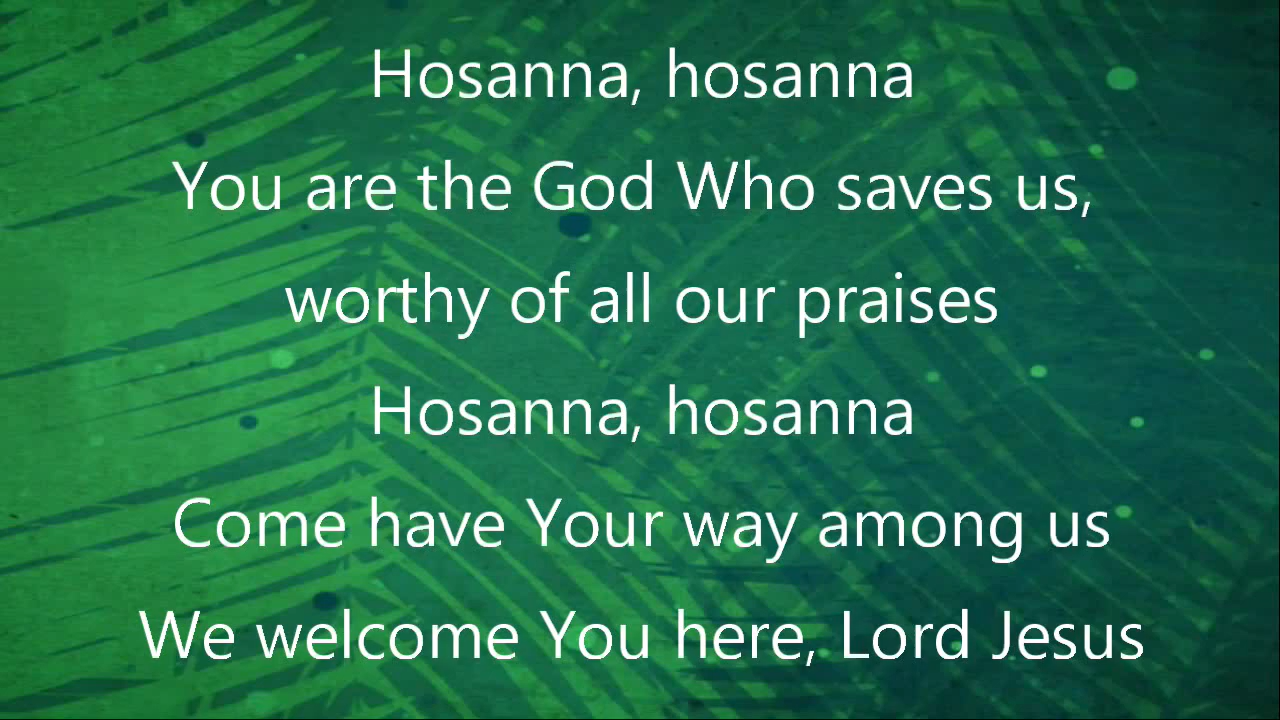 Hosanna, hosanna
You are the God Who saves us,
worthy of all our praises
Hosanna, hosanna
Come have Your way among us
We welcome You here, Lord Jesus